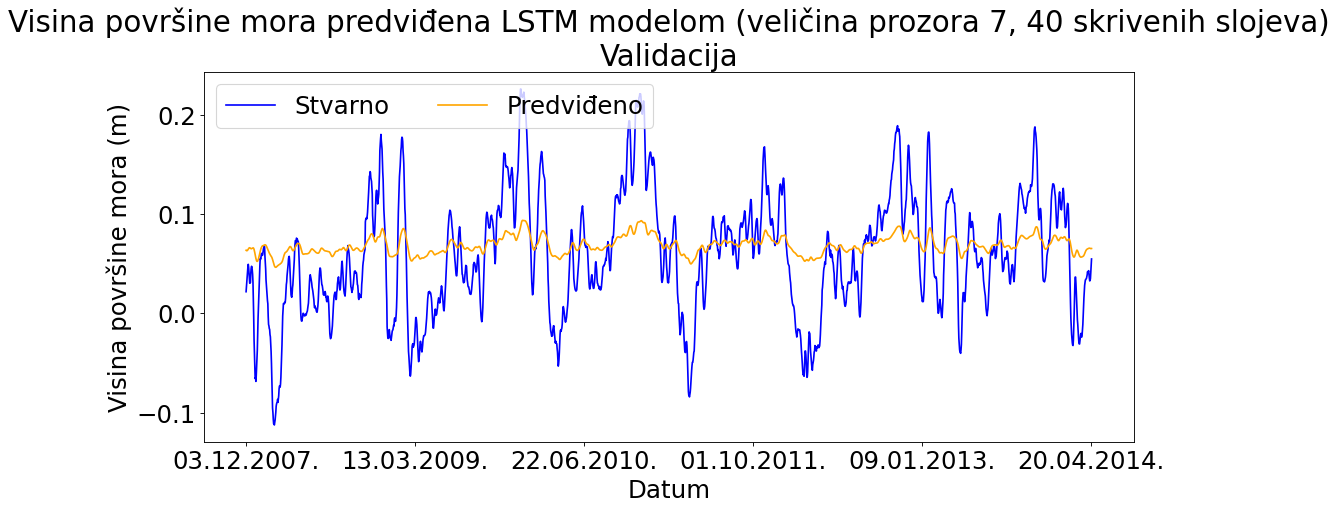 Visina površine mora predviđena LSTM modelom (veličina prozora 7, 40 skrivenih slojeva)
Validacija
Stvarno Predviđeno
Visina površine mora (m)
0.2
0.1
0.0
−0.1
03.12.2007. 13.03.2009. 22.06.2010. 01.10.2011. 09.01.2013. 20.04.2014.
Datum